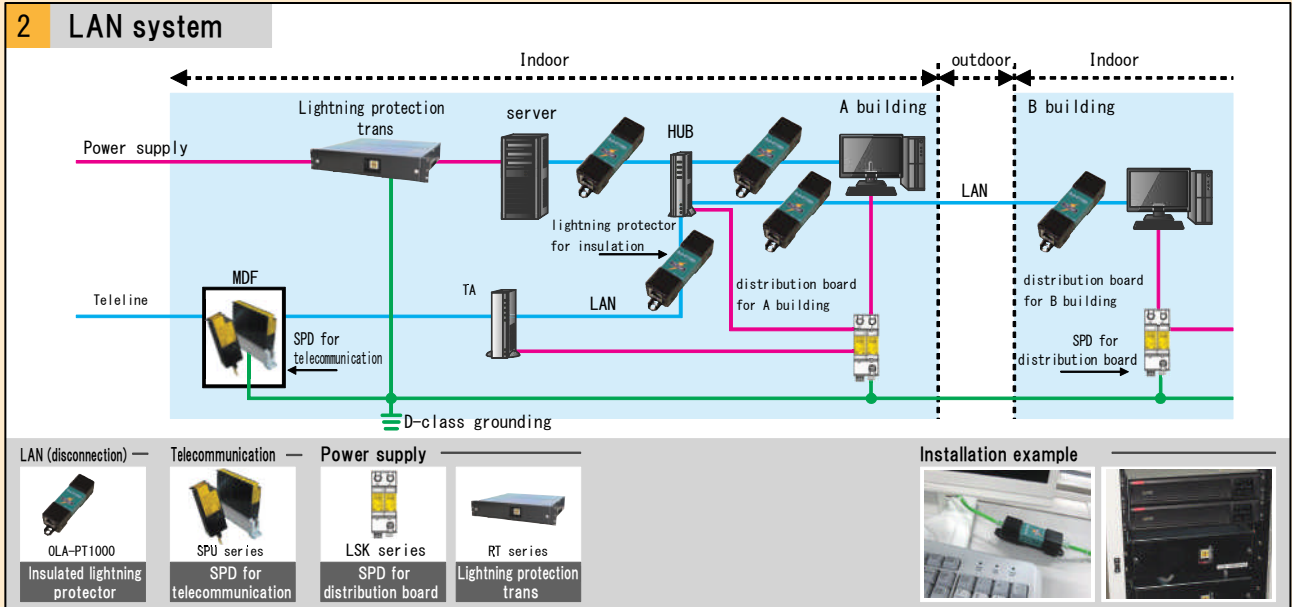 2 LAN system
Indoor
outdoor
Indoor
Lightning protection
trans
server
HUB
A building
B building
Power supply
LAN
lightning protector
for insulation
MDF
Teleline
TA
LAN
distribution board
for A building
distribution board
for B building
SPD for
telecommunication
SPD for
distribution board
D-class grounding
LAN (disconnection)
Telecommunication
Power supply
Installation example
OLA-PT1000
SPU series
LSK series
RT series
Insulated lightning
protector
SPD for
telecommunication
SPD for
distribution board
Lightning protection
trans